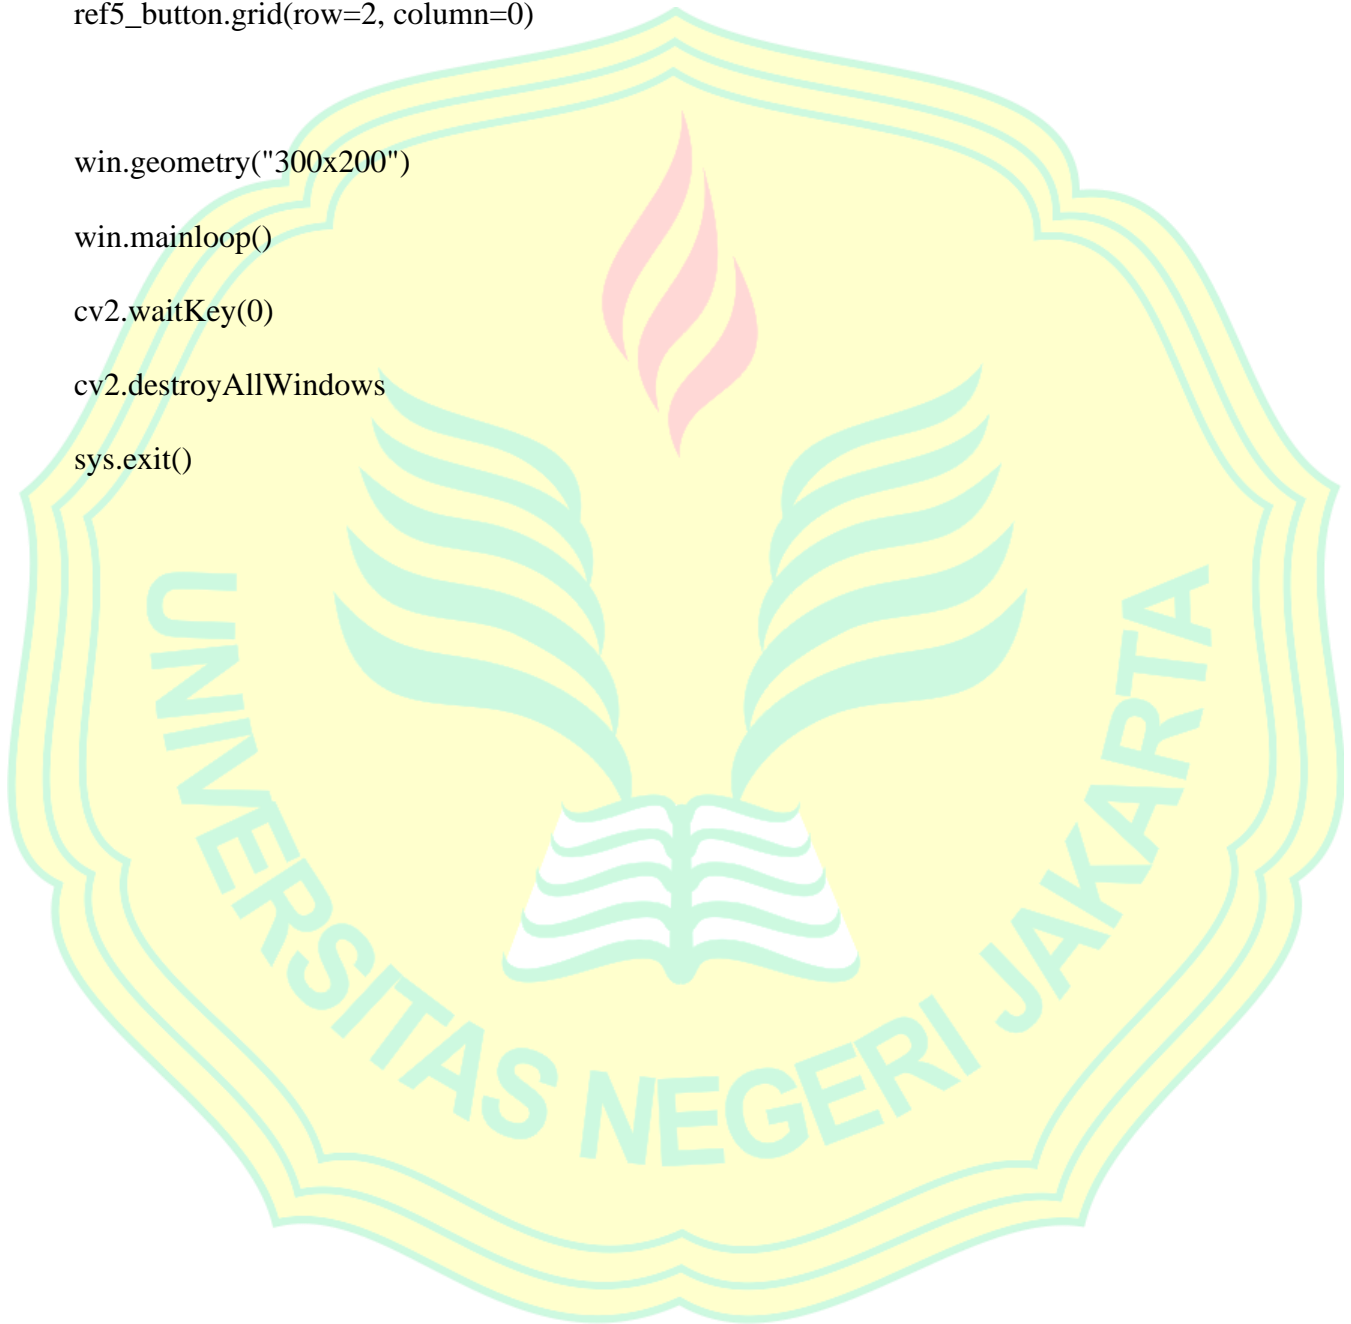 ref5_button.grid(row=2, column=0)
win.geometry("300x200")
win.mainloop()
cv2.waitKey(0)
cv2.destroyAllWindows
sys.exit()
UNIVERSITAS NEGERI JAKARTA